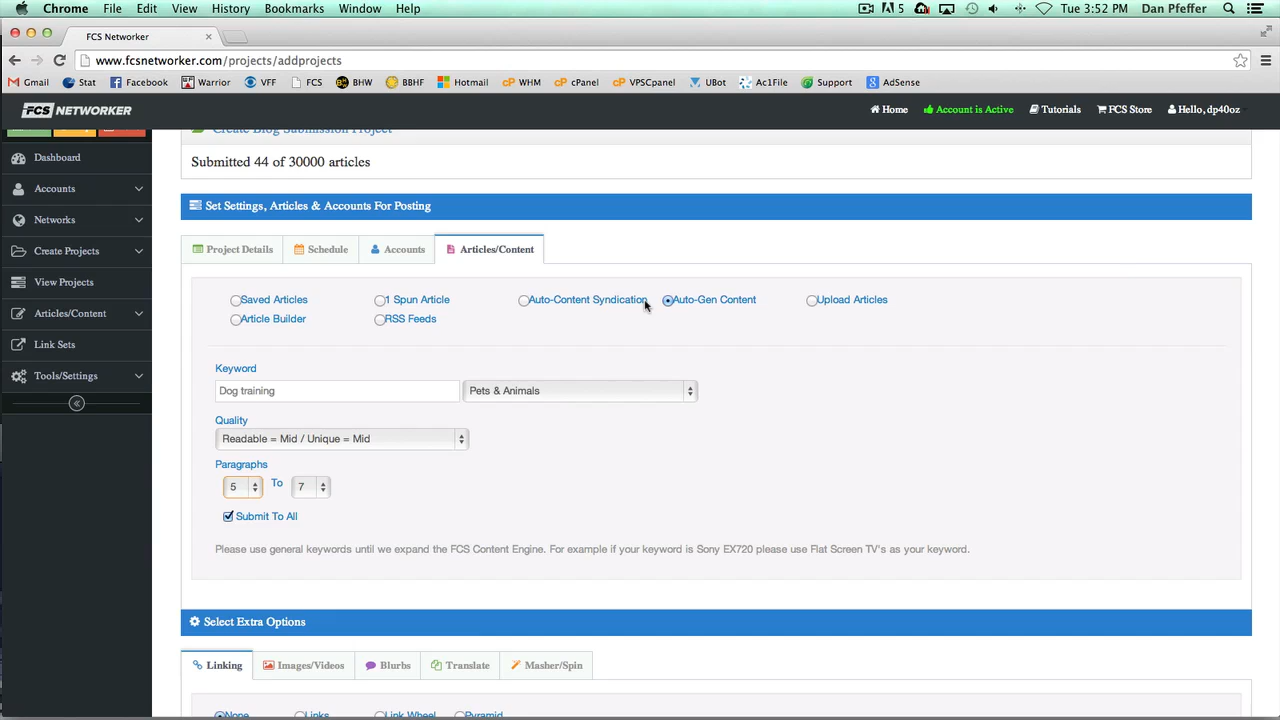 Chrome File Edit View History Bookmarks Window Help 5 Tue 3:52 PM Dan Pfeffer
FCS Networker
www.fcsnetworker.com/projects/addprojects
Gmail Stat Facebook Warrior VFF FCS BHW BBHF Hotmail WHM cPanel VPSCpanel UBot Ac1File Support AdSense
FCS NETWORKER Home Account is Active Tutorials FCS Store Hello, dp40oz
Create Blog Submission Project
Dashboard
Accounts
Networks
Create Projects
View Projects
Articles/Content
Link Sets
Tools/Settings
Submitted 44 of 30000 articles
Set Settings, Articles & Accounts For Posting
Project Details Schedule Accounts Articles/Content
Saved Articles 1 Spun Article Auto-Content Syndication Auto-Gen Content Upload Articles
Article Builder RSS Feeds
Keyword
Dog training Pets & Animals
Quality
Readable = Mid / Unique = Mid
Paragraphs
5 To 7
Submit To All
Please use general keywords until we expand the FCS Content Engine. For example if your keyword is Sony EX720 please use Flat Screen TV's as your keyword.
Select Extra Options
Linking Images/Videos Blurbs Translate Masher/Spin
None Links Link Wheel Pyramid